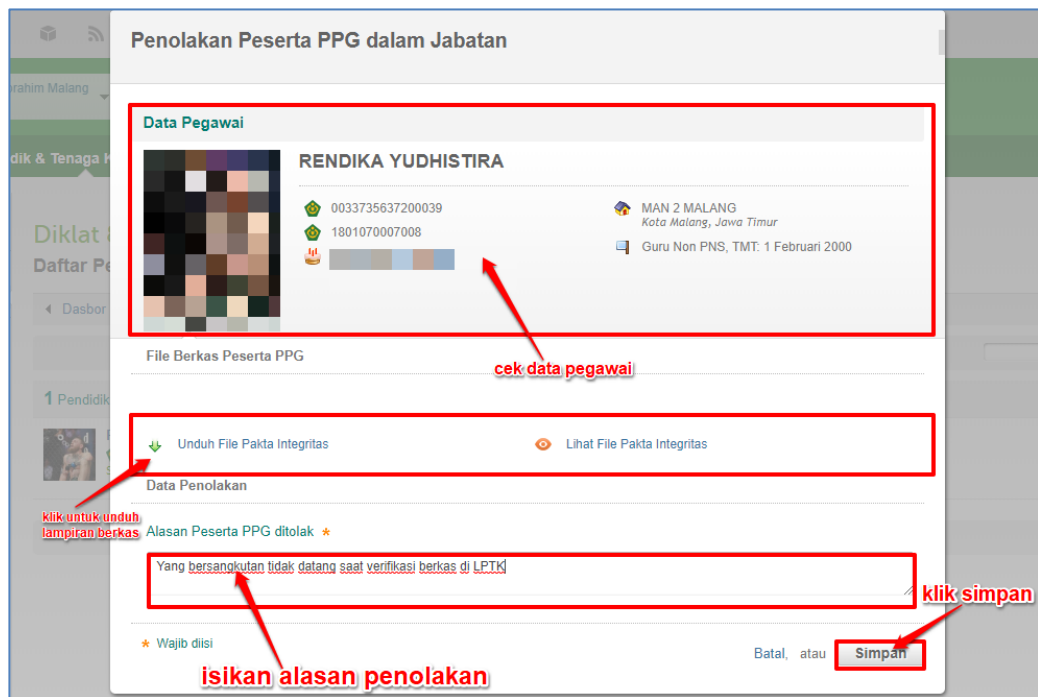 Penolakan Peserta PPG dalam Jabatan
rahim Malang
Data Pegawai
dik & Tenaga K
RENDIKA YUDHISTIRA
0033735637200039
MAN 2 MALANG
Kota Malang, Jawa Timur
1801070007008
Guru Non PNS, TMT: 1 Februari 2000
Diklat
Daftar Pe
Dasbor
File Berkas Peserta PPG
cek data pegawai
1 Pendidik
Unduh File Pakta Integritas
Lihat File Pakta Integritas
Data Penolakan
klik untuk unduh
lampiran berkas
Alasan Peserta PPG ditolak *
Yang bersangkutan tidak datang saat verifikasi berkas di LPTK
klik simpan
* Wajib diisi
Batal, atau Simpan
isikan alasan penolakan